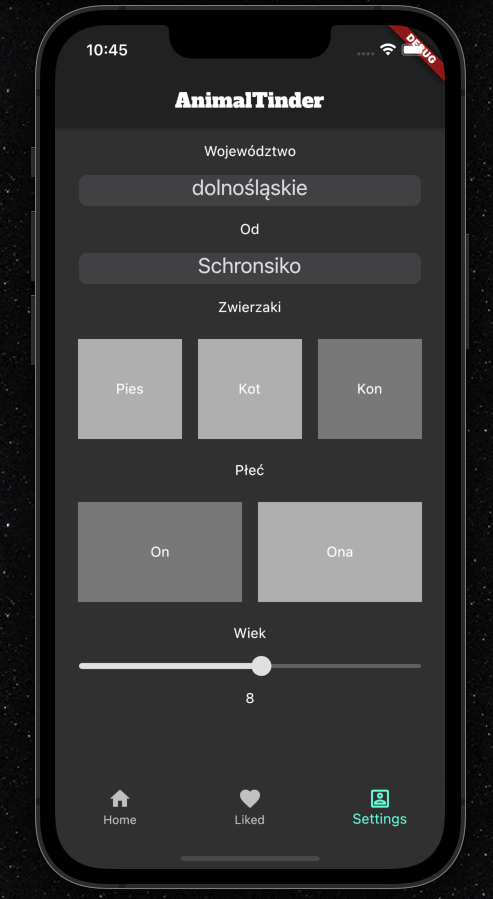 10:45
DEBUG
AnimalTinder
Województwo
dolnośląskie
Od
Schronsiko
Zwierzaki
Pies Kot Kon
Płeć
On Ona
Wiek
8
Home Liked Settings